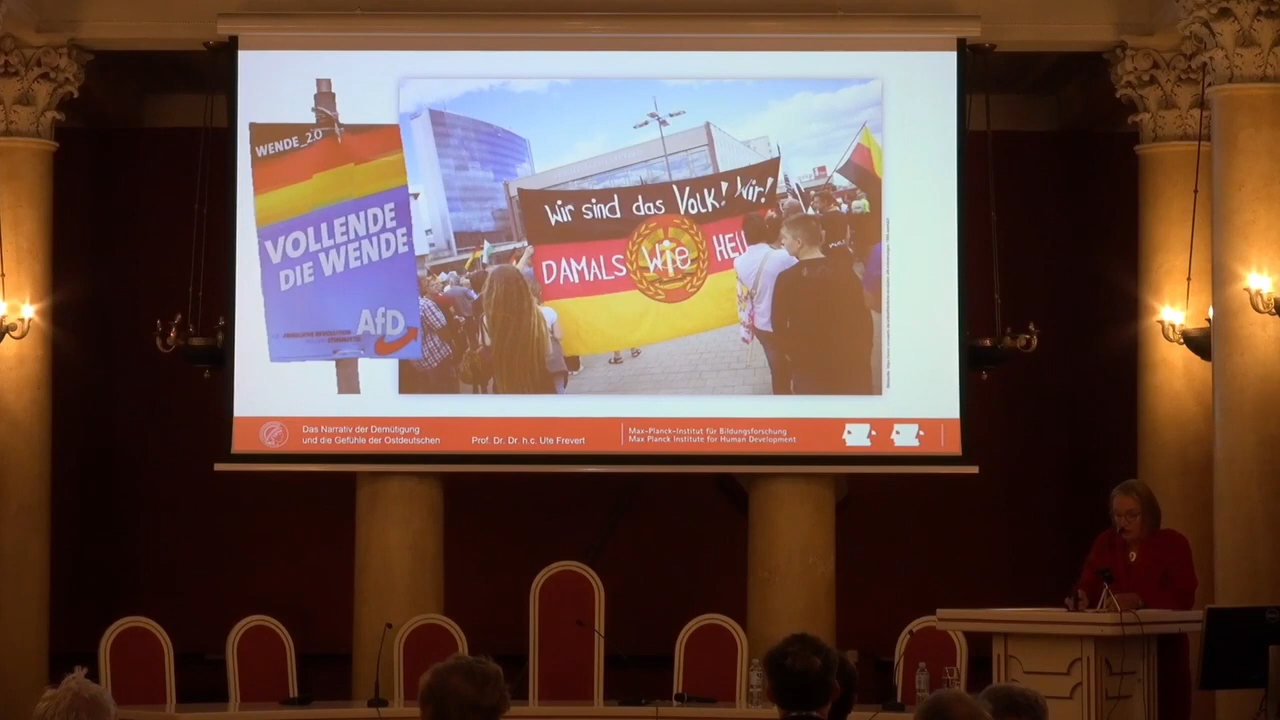 WENDE_2.0
VOLLENDE
DIE WENDE
AfD
Wir sind das Volk! Wir!
DAMALS Wie HEU
Das Narrativ der Demütigung
und die Gefühle der Ostdeutschen
Prof. Dr. Dr. h.c. Ute Frevert
Max-Planck-Institut für Bildungsforschung
Max Planck Institute for Human Development